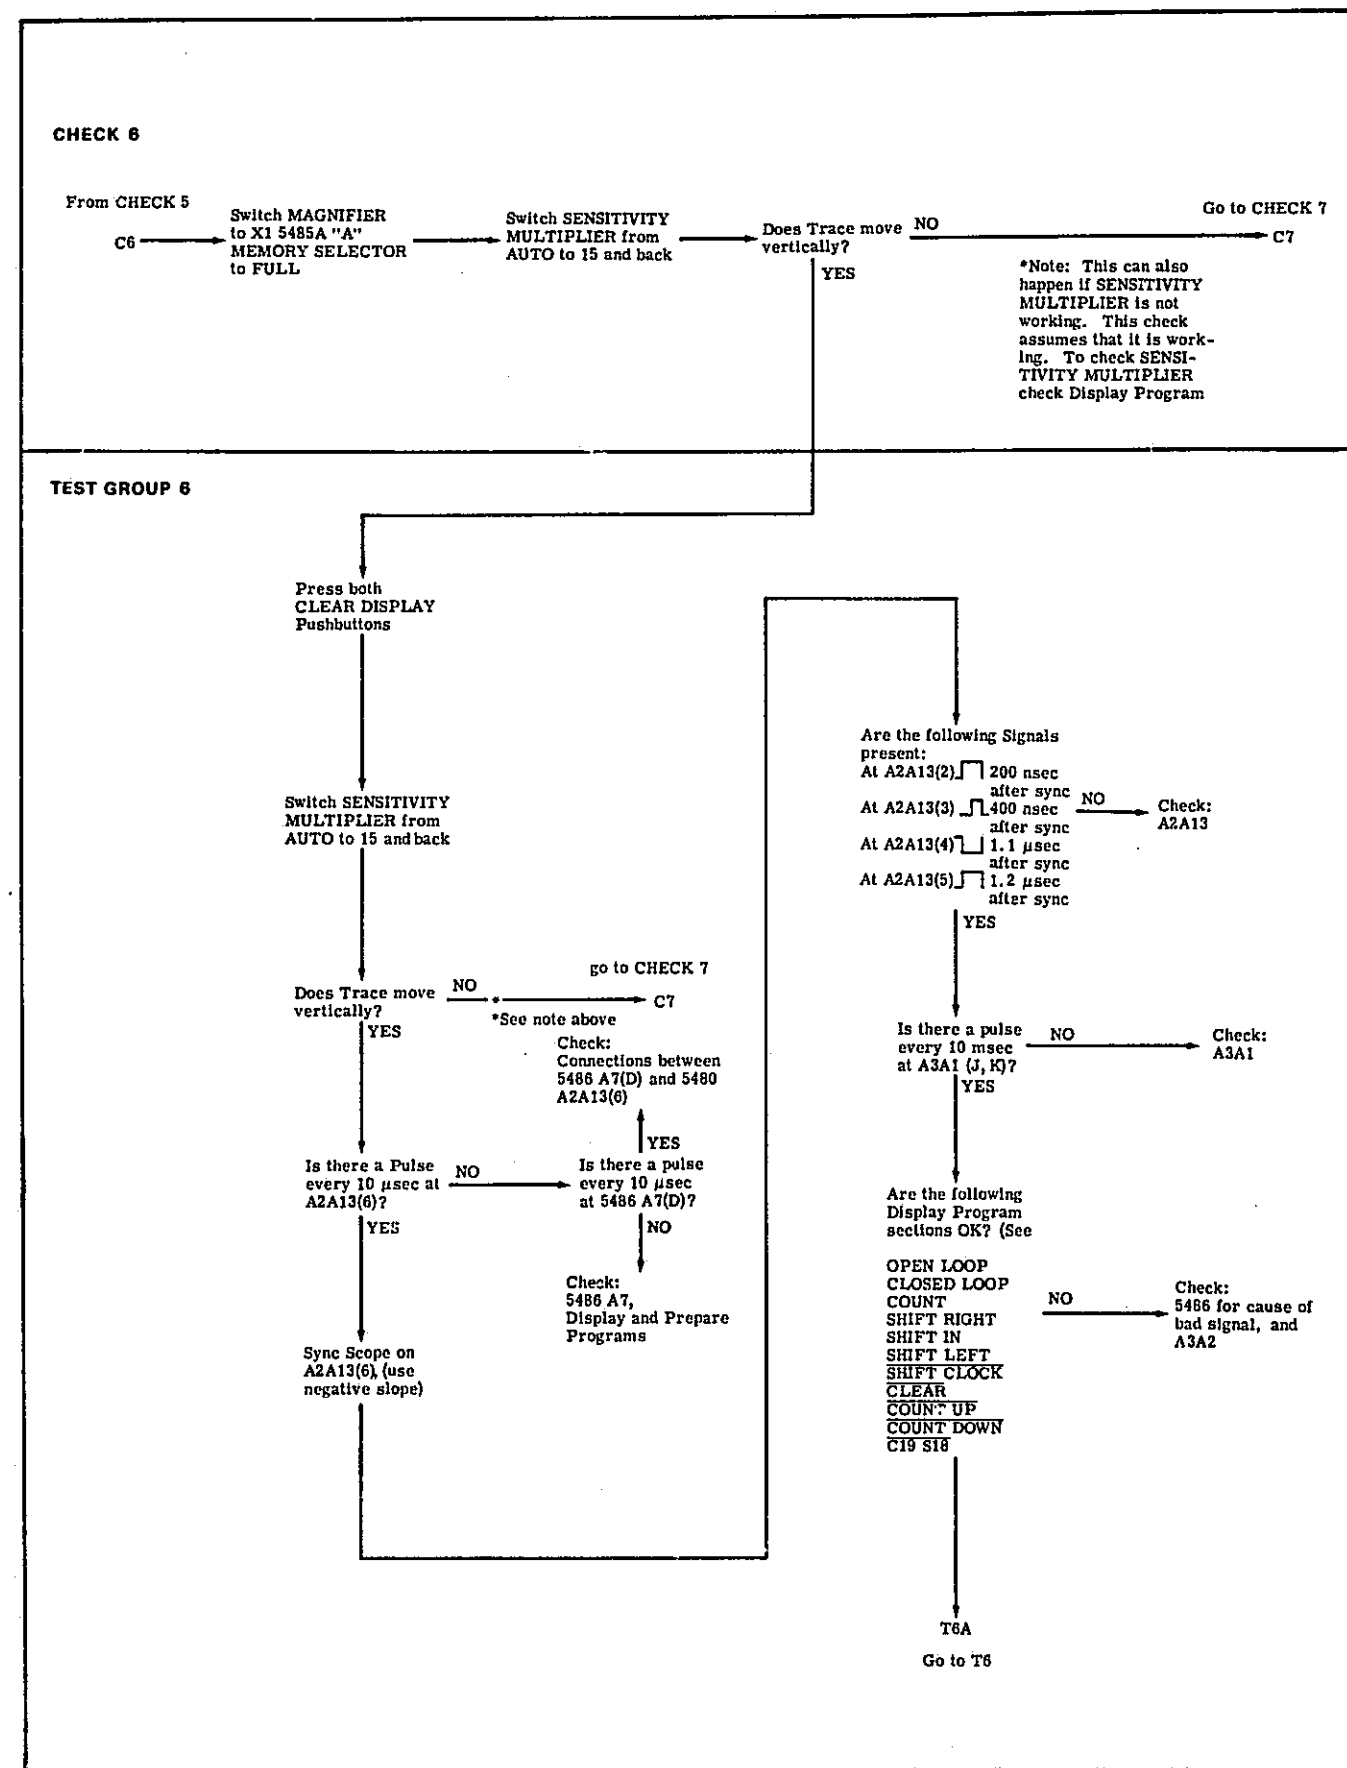 CHECK 6
From CHECK 5
C6
Switch MAGNIFIER
to X1 5485A "A"
MEMORY SELECTOR
to FULL
Switch SENSITIVITY
MULTIPLIER from
AUTO to 15 and back
Does Trace move
vertically?
NO
YES
Go to CHECK 7
C7
*Note: This can also
happen if SENSITIVITY
MULTIPLIER is not
working. This check
assumes that it is work-
ing. To check SENSI-
TIVITY MULTIPLIER
check Display Program
TEST GROUP 6
Press both
CLEAR DISPLAY
Pushbuttons
Switch SENSITIVITY
MULTIPLIER from
AUTO to 15 and back
Does Trace move
vertically?
NO
*
YES
go to CHECK 7
C7
*See note above
Check:
Connections between
5486 A7(D) and 5480
A2A13(6)
YES
Is there a Pulse
every 10 μsec at
A2A13(6)?
NO
YES
Is there a pulse
every 10 μsec
at 5486 A7(D)?
NO
Check:
5486 A7,
Display and Prepare
Programs
Sync Scope on
A2A13(6), (use
negative slope)
Are the following Signals
present:
At A2A13(2) 200 nsec
after sync
At A2A13(3) 400 nsec
after sync
At A2A13(4) 1.1 μsec
after sync
At A2A13(5) 1.2 μsec
after sync
NO
Check:
A2A13
YES
Is there a pulse
every 10 msec
at A3A1 (J, K)?
NO
Check:
A3A1
YES
Are the following
Display Program
sections OK? (See
OPEN LOOP
CLOSED LOOP
COUNT
SHIFT RIGHT
SHIFT IN
SHIFT LEFT
SHIFT CLOCK
CLEAR
COUNT UP
COUNT DOWN
C19 S18
NO
Check:
5486 for cause of
bad signal, and
A3A2
T6A
Go to T6